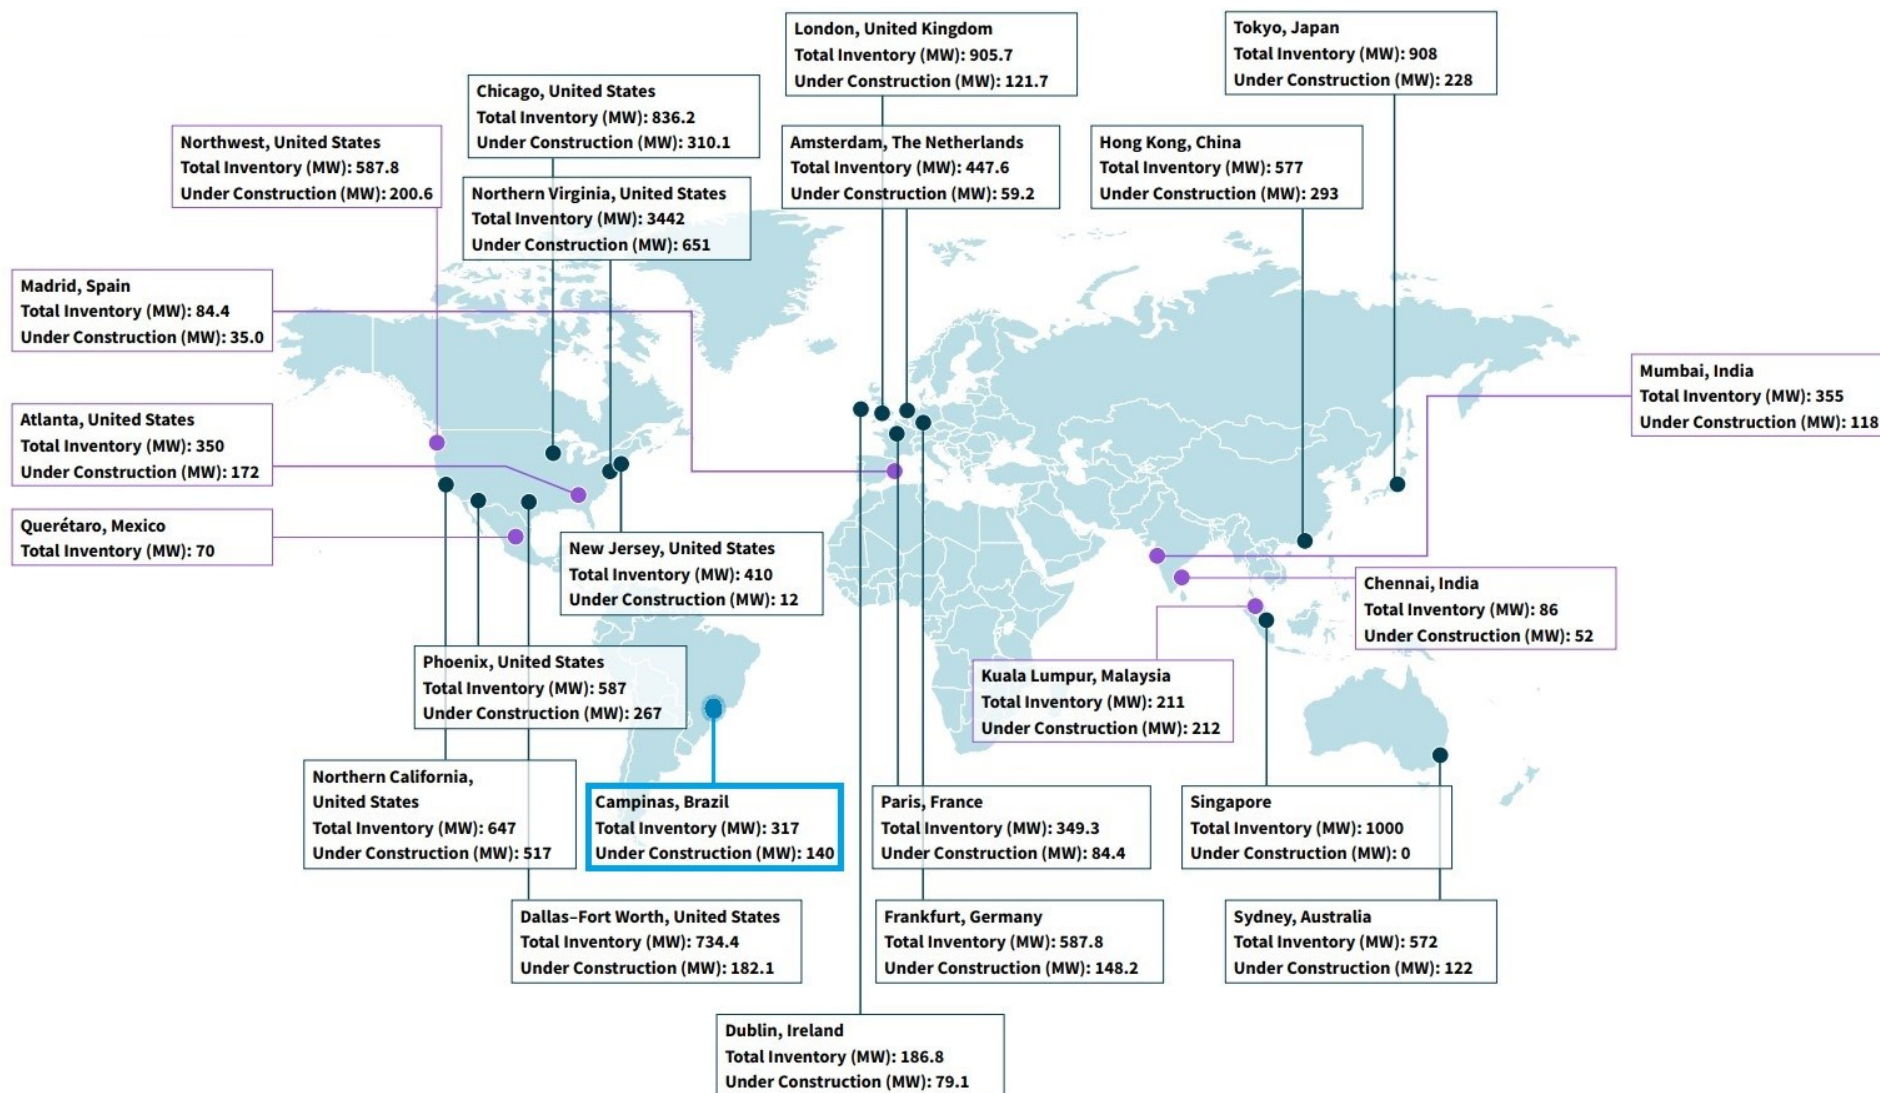 London, United Kingdom
Total Inventory (MW): 905.7
Under Construction (MW): 121.7
Tokyo, Japan
Total Inventory (MW): 908
Under Construction (MW): 228
Chicago, United States
Total Inventory (MW): 836.2
Under Construction (MW): 310.1
Northwest, United States
Total Inventory (MW): 587.8
Under Construction (MW): 200.6
Amsterdam, The Netherlands
Total Inventory (MW): 447.6
Under Construction (MW): 59.2
Hong Kong, China
Total Inventory (MW): 577
Under Construction (MW): 293
Northern Virginia, United States
Total Inventory (MW): 3442
Under Construction (MW): 651
Madrid, Spain
Total Inventory (MW): 84.4
Under Construction (MW): 35.0
Mumbai, India
Total Inventory (MW): 355
Under Construction (MW): 118
Atlanta, United States
Total Inventory (MW): 350
Under Construction (MW): 172
Querétaro, Mexico
Total Inventory (MW): 70
New Jersey, United States
Total Inventory (MW): 410
Under Construction (MW): 12
Chennai, India
Total Inventory (MW): 86
Under Construction (MW): 52
Phoenix, United States
Total Inventory (MW): 587
Under Construction (MW): 267
Kuala Lumpur, Malaysia
Total Inventory (MW): 211
Under Construction (MW): 212
Northern California,
United States
Total Inventory (MW): 647
Under Construction (MW): 517
Campinas, Brazil
Total Inventory (MW): 317
Under Construction (MW): 140
Paris, France
Total Inventory (MW): 349.3
Under Construction (MW): 84.4
Singapore
Total Inventory (MW): 1000
Under Construction (MW): 0
Dallas–Fort Worth, United States
Total Inventory (MW): 734.4
Under Construction (MW): 182.1
Frankfurt, Germany
Total Inventory (MW): 587.8
Under Construction (MW): 148.2
Sydney, Australia
Total Inventory (MW): 572
Under Construction (MW): 122
Dublin, Ireland
Total Inventory (MW): 186.8
Under Construction (MW): 79.1